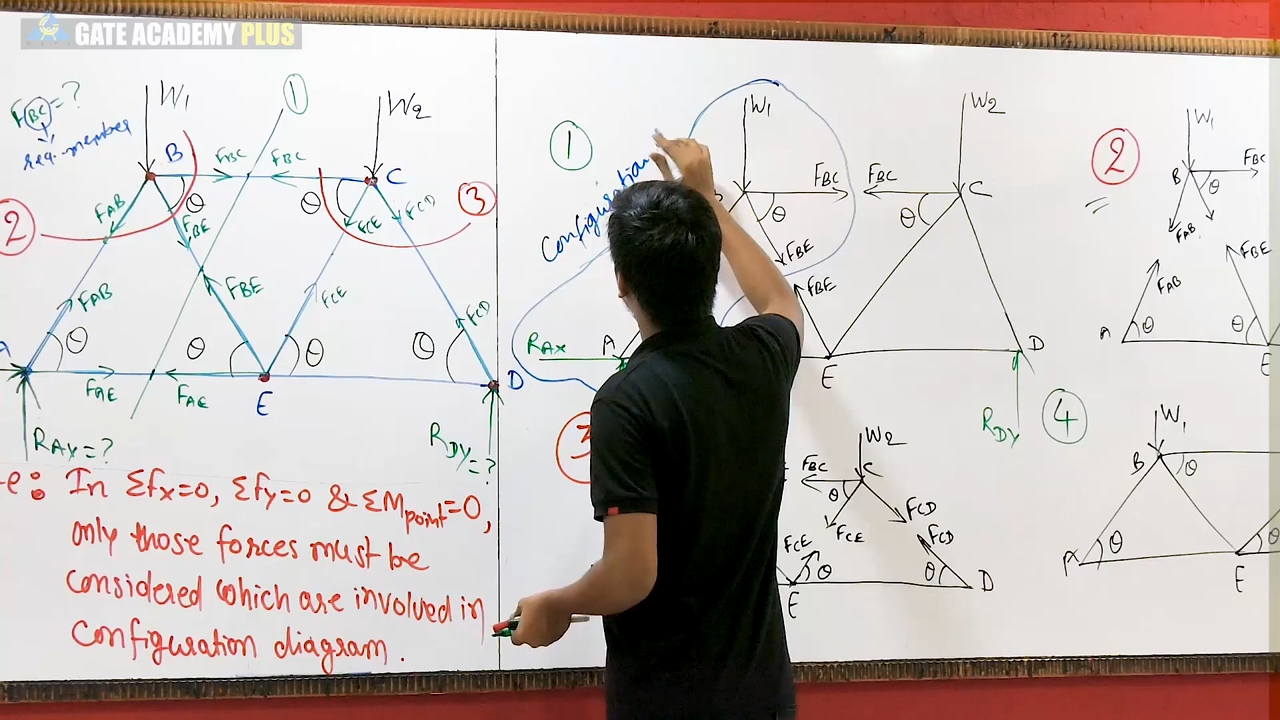 GATE ACADEMY PLUS
FBC = ?
req. member
W1
1
W2
B
FBC
FBC
C
θ
θ
2
3
FAB
FBE
FCE
FCD
FAB
FBE
FCE
FCD
θ
θ
θ
θ
A
FAE
FAE
E
D
RAX = ?
RDY = ?
e : In Σfx=0, Σfy=0 & ΣMpoint=0,
only those forces must be
considered which are involved in
configuration diagram.
1
Configuration
W1
FBC
θ
FBE
W2
FBC
C
θ
RAX
A
FBE
E
D
RDY
3
W2
FBC
C
θ
FCE
FCD
FCE
FCD
θ
θ
E
D
2
W1
B
FBC
θ
FAB
FAB
FBE
A
θ
θ
E
4
W1
B
θ
A
θ
E
θ